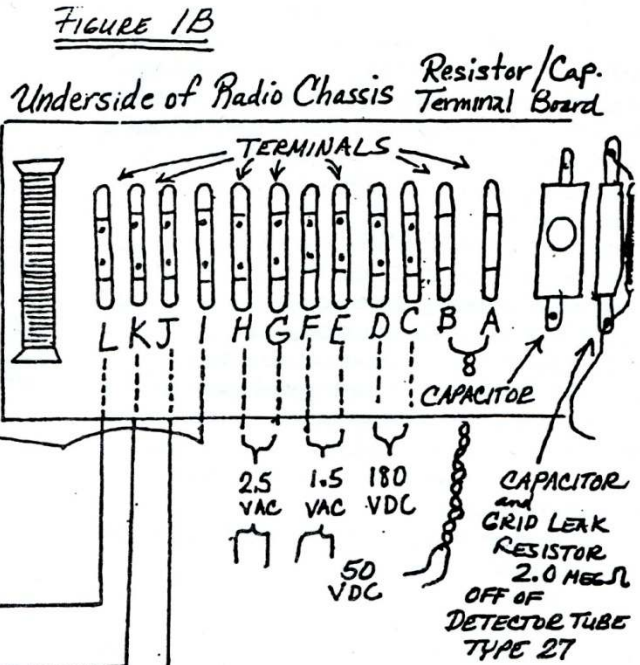 FIGURE 1B
Underside of Radio Chassis
Resistor/Cap.
Terminal Board
TERMINALS
L K J I H G F E D C B A
CAPACITOR
2.5
VAC
1.5
VAC
180
VDC
50
VDC
CAPACITOR
and
GRID LEAK
RESISTOR
2.0 MEG Ω
OFF OF
DETECTOR TUBE
TYPE 27